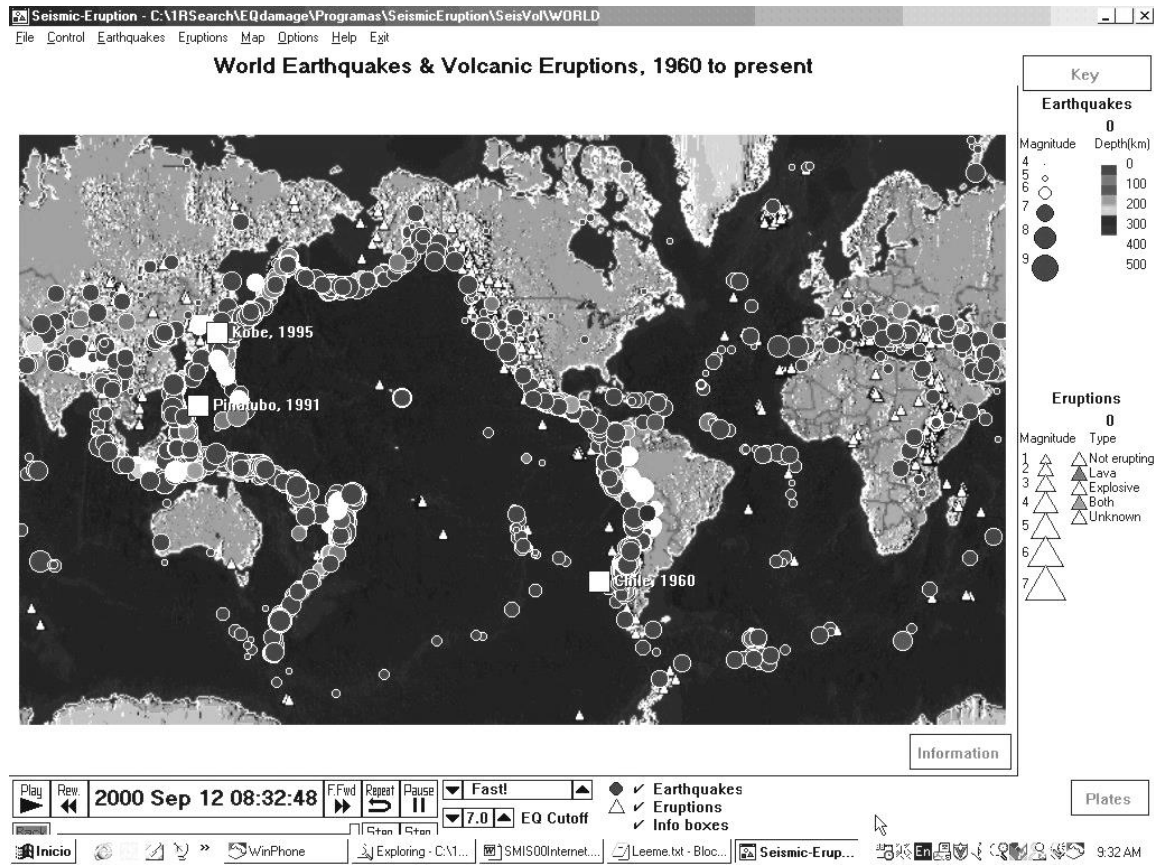 Seismic-Eruption - C:\1RSearch\EQdamage\Programas\SeismicEruption\SeisVol\WORLD
File Control Earthquakes Eruptions Map Options Help Exit
World Earthquakes & Volcanic Eruptions, 1960 to present
Key
Earthquakes
0
Magnitude Depth(km)
4 0
5 100
6 200
7 300
8 400
9 500
Kobe, 1995
Pinatubo, 1991
Chile, 1960
Eruptions
0
Magnitude Type
1 Not erupting
2 Lava
3 Explosive
4 Both
5 Unknown
6
7
Information
Play Rew. 2000 Sep 12 08:32:48 F.Fwd Repeat Pause Fast! Earthquakes
Eruptions
7.0 EQ Cutoff Info boxes
Back Step Step
Plates
Inicio » WinPhone Exploring - C:\1... SMIS00Internet.... Leeme.txt - Bloc... Seismic-Erup... En 9:32 AM